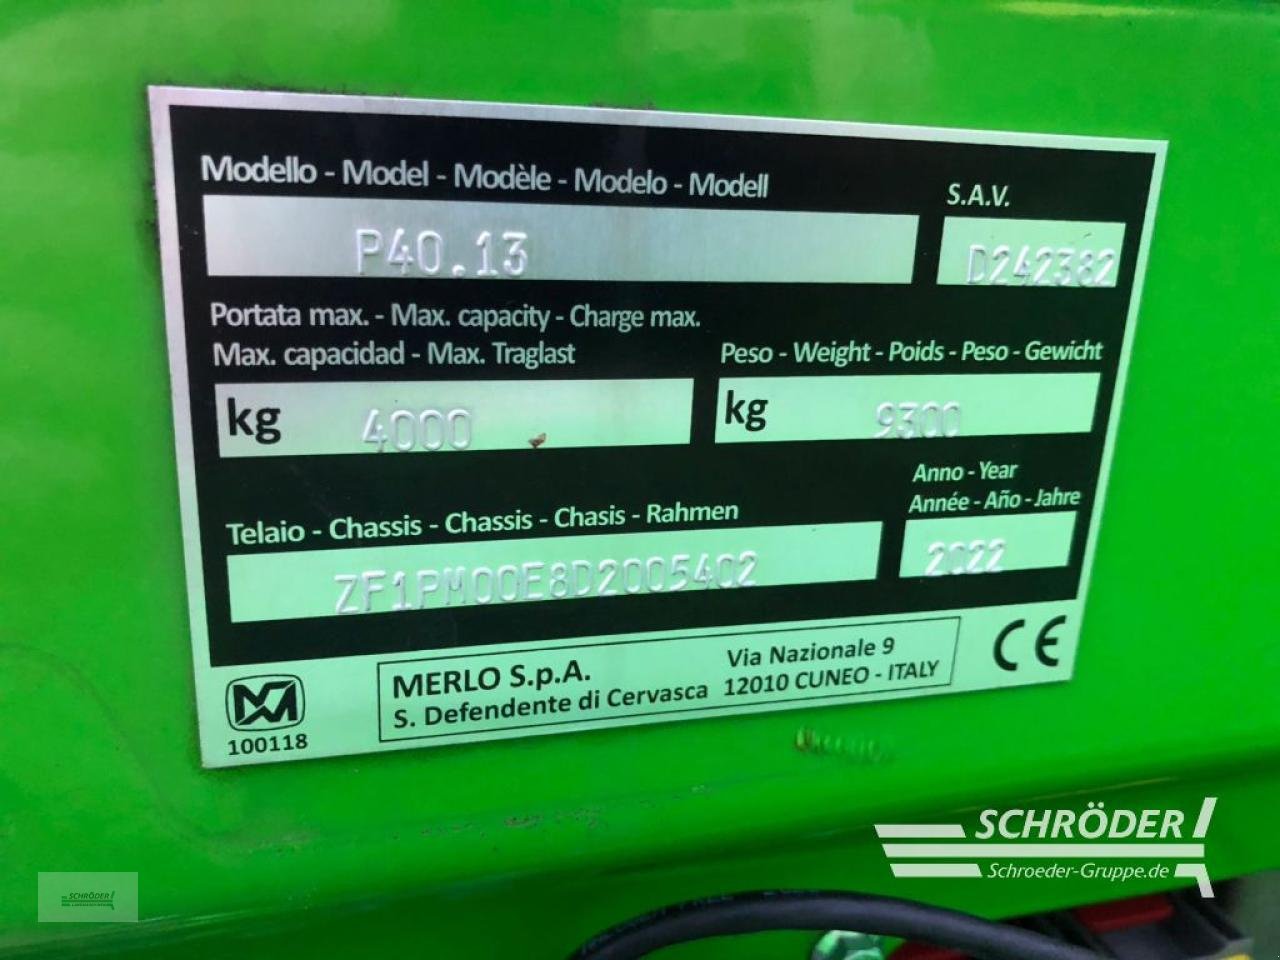 Modello - Model - Modèle - Modelo - Modell
S.A.V.
P40.13
D242382
Portata max. - Max. capacity - Charge max.
Max. capacidad - Max. Traglast
Peso - Weight - Poids - Peso - Gewicht
kg 4000
kg 9300
Anno - Year
Année - Año - Jahre
Telaio - Chassis - Chassis - Chasis - Rahmen
ZF1PM00E8D2005402
2022
MERLO S.p.A.
S. Defendente di Cervasca
Via Nazionale 9
12010 CUNEO - ITALY
CE
100118
SCHRÖDER
Schroeder-Gruppe.de
SCHRÖDER